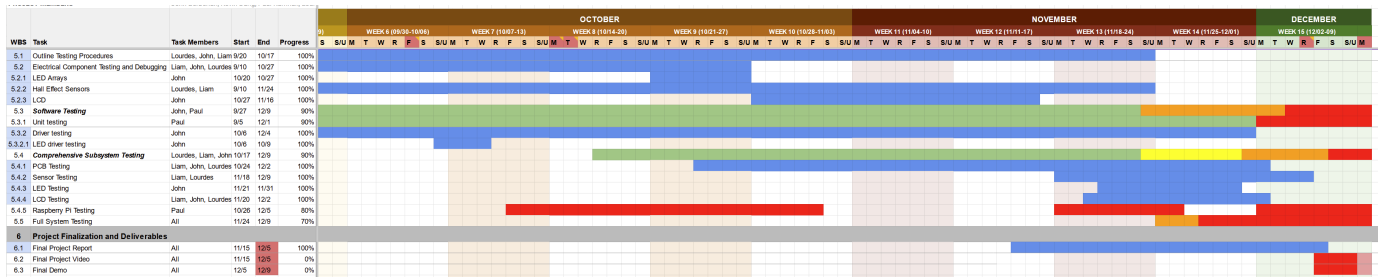 OCTOBER NOVEMBER DECEMBER
WEEK 6 (09/30-10/06) WEEK 7 (10/07-13) WEEK 8 (10/14-20) WEEK 9 (10/21-27) WEEK 10 (10/28-11/03) WEEK 11 (11/04-10) WEEK 12 (11/11-17) WEEK 13 (11/18-24) WEEK 14 (11/25-12/01) WEEK 15 (12/02-09)
WBS Task Task Members Start End Progress S S/U M T W R F S S/U M T W R F S S/U M T W R F S S/U M T W R F S S/U M T W R F S S/U M T W R F S S/U M T W R F S S/U M T W R F S S/U M T W R F S S/U M T W R F S S/U M
5.1 Outline Testing Procedures Lourdes, John, Liam 9/20 10/17 100%
5.2 Electrical Component Testing and Debugging Liam, John, Lourdes 9/10 10/27 100%
5.2.1 LED Arrays John 10/20 10/27 100%
5.2.2 Hall Effect Sensors Lourdes, Liam 9/10 11/24 100%
5.2.3 LCD John 10/27 11/16 100%
5.3 Software Testing John, Paul 9/27 12/9 90%
5.3.1 Unit testing Paul 9/5 12/1 90%
5.3.2 Driver testing John 10/6 12/4 100%
5.3.2.1 LED driver testing John 10/6 10/9 100%
5.4 Comprehensive Subsystem Testing Lourdes, Liam, John 10/17 12/9 90%
5.4.1 PCB Testing Liam, John, Lourdes 10/24 12/2 100%
5.4.2 Sensor Testing Liam, Lourdes 11/18 12/9 100%
5.4.3 LED Testing John 11/21 11/31 100%
5.4.4 LCD Testing Liam, John, Lourdes 11/20 12/2 100%
5.4.5 Raspberry Pi Testing Paul 10/26 12/5 80%
5.5 Full System Testing All 11/24 12/9 70%
6 Project Finalization and Deliverables
6.1 Final Project Report All 11/15 12/5 100%
6.2 Final Project Video All 11/15 12/5 0%
6.3 Final Demo All 12/5 12/9 0%